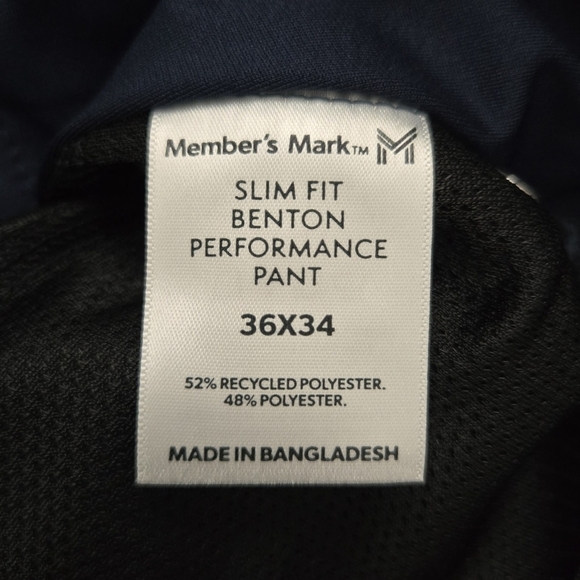 Member's Mark™ M
SLIM FIT
BENTON
PERFORMANCE
PANT
36X34
52% RECYCLED POLYESTER.
48% POLYESTER.
MADE IN BANGLADESH